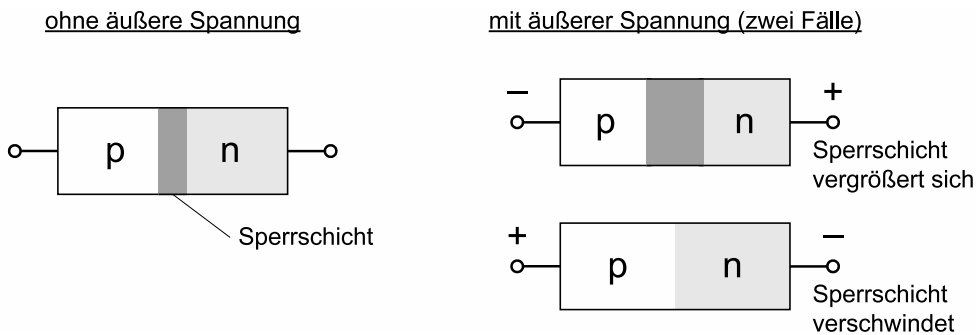 ohne äußere Spannung
p n
Sperrschicht
mit äußerer Spannung (zwei Fälle)
– +
p n
Sperrschicht
vergrößert sich
+ –
p n
Sperrschicht
verschwindet